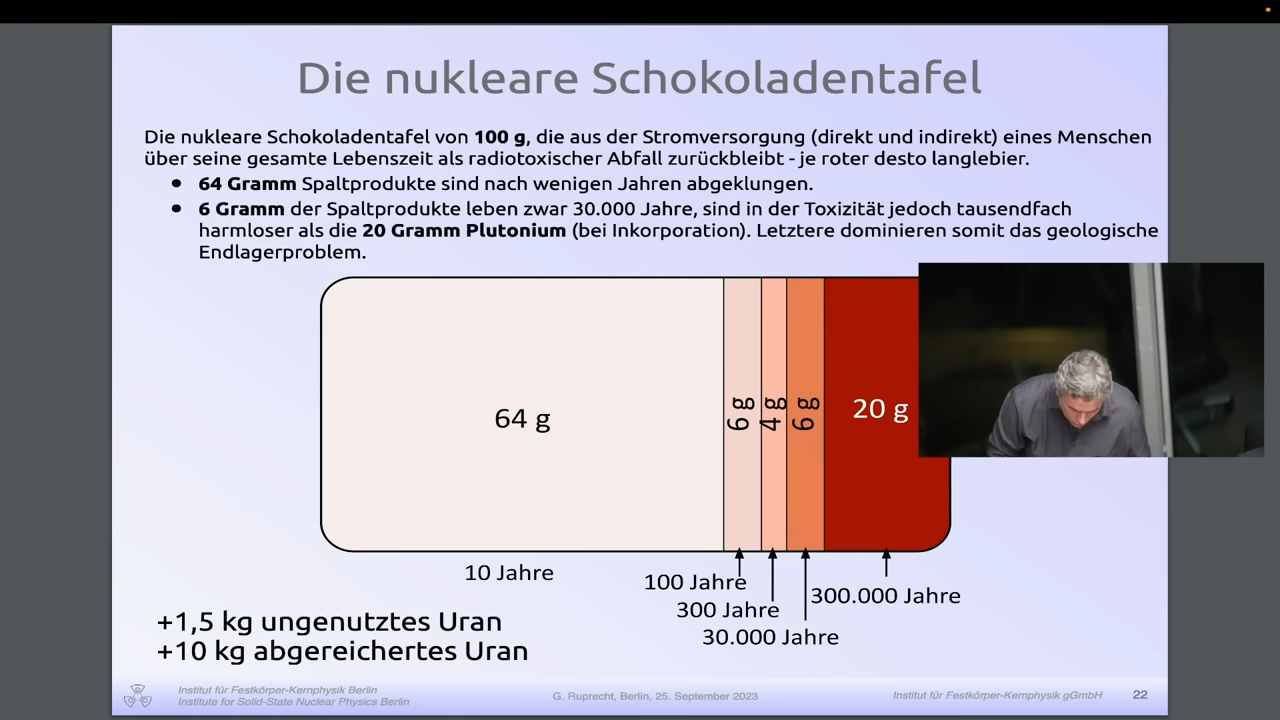 Die nukleare Schokoladentafel
Die nukleare Schokoladentafel von 100 g, die aus der Stromversorgung (direkt und indirekt) eines Menschen
über seine gesamte Lebenszeit als radiotoxischer Abfall zurückbleibt - je roter desto langlebier.
• 64 Gramm Spaltprodukte sind nach wenigen Jahren abgeklungen.
• 6 Gramm der Spaltprodukte leben zwar 30.000 Jahre, sind in der Toxizität jedoch tausendfach
harmloser als die 20 Gramm Plutonium (bei Inkorporation). Letztere dominieren somit das geologische
Endlagerproblem.
64 g
6 g
4 g
6 g
20 g
10 Jahre
100 Jahre
300 Jahre
30.000 Jahre
300.000 Jahre
+1,5 kg ungenutztes Uran
+10 kg abgereichertes Uran
Institut für Festkörper-Kernphysik Berlin
Institute for Solid-State Nuclear Physics Berlin
G. Ruprecht, Berlin, 25. September 2023
Institut für Festkörper-Kernphysik gGmbH
22